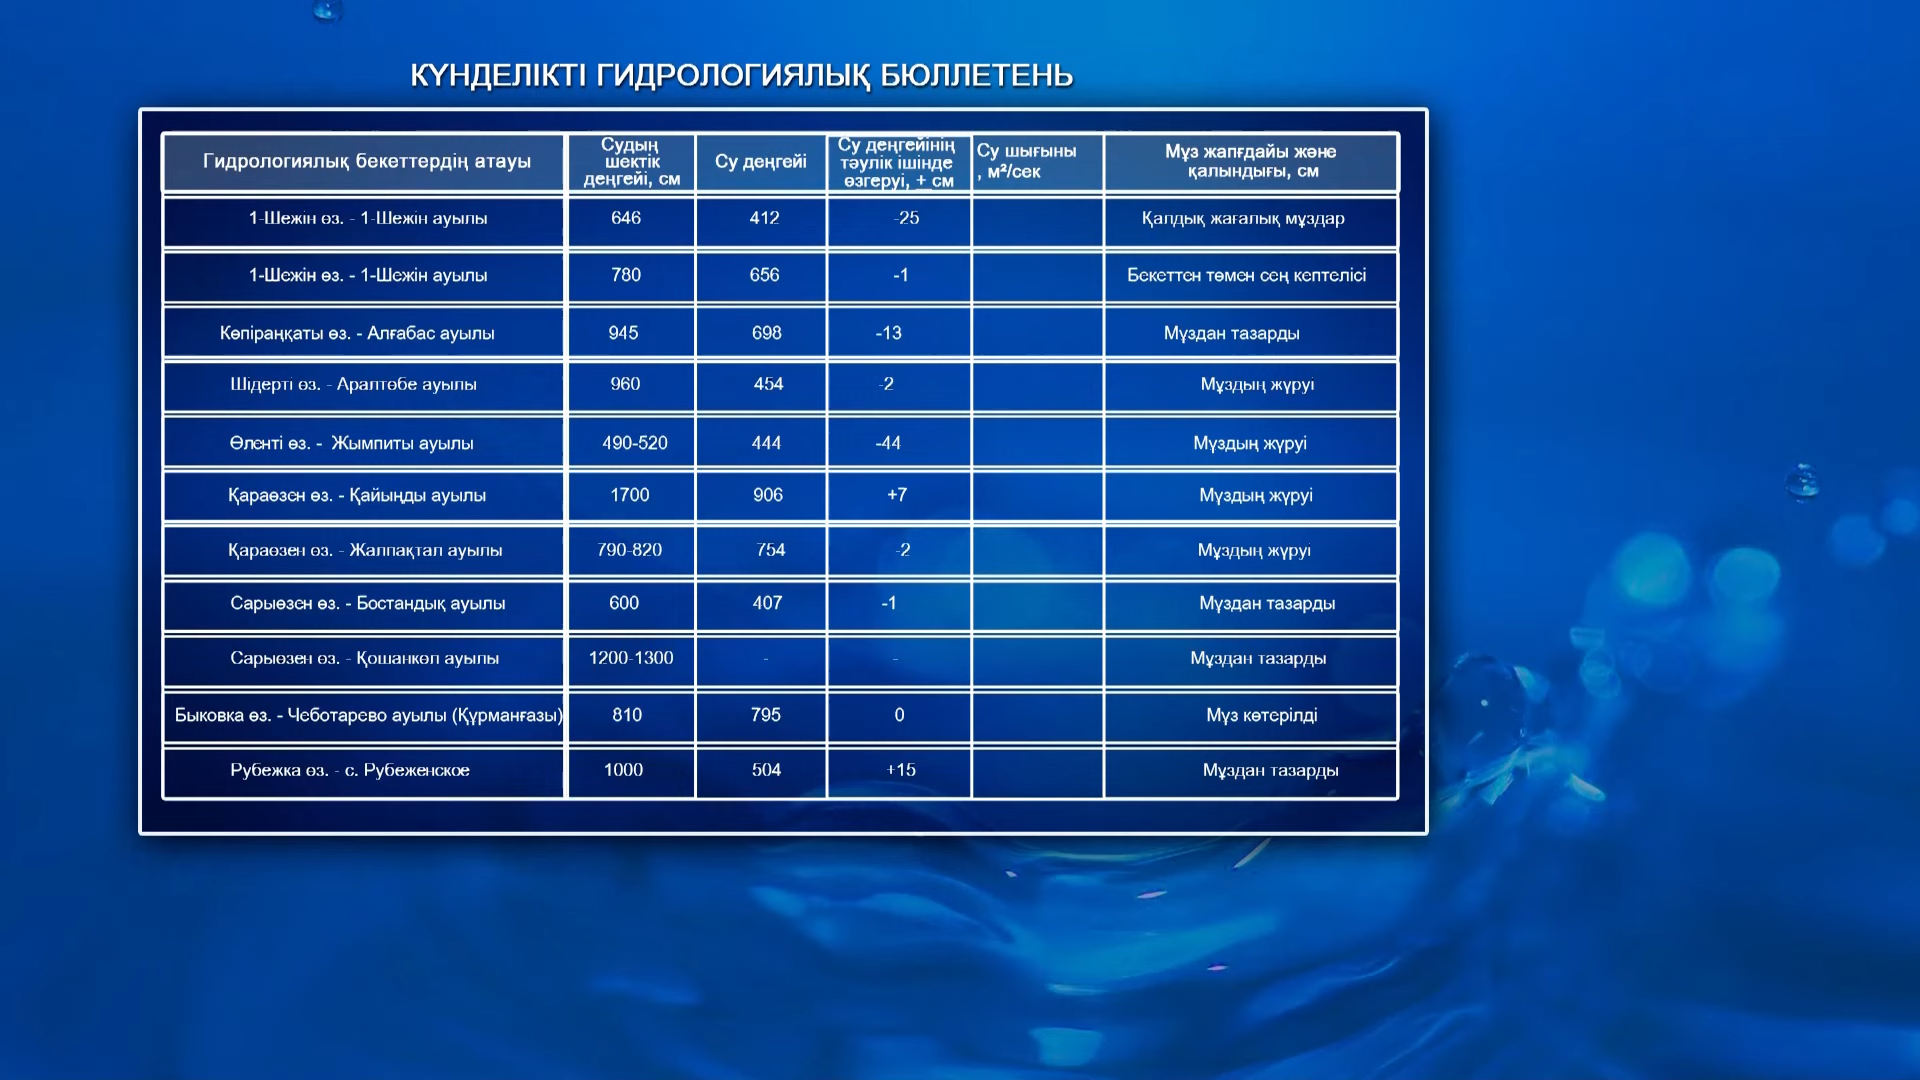 КҮНДЕЛІКТІ ГИДРОЛОГИЯЛЫҚ БЮЛЛЕТЕНЬ
Гидрологиялық бекеттердің атауы
Судың
шектік
деңгейі, см
Су деңгейі
Су деңгейінің
тәулік ішінде
өзгеруі, + см
Су шығыны
, м²/сек
Мұз жапғдайы және
қалыңдығы, см
1-Шежін өз. - 1-Шежін ауылы 646 412 -25 Қалдық жағалық мұздар
1-Шежін өз. - 1-Шежін ауылы 780 656 -1 Бекеттен төмен сең кептелісі
Көпіраңқаты өз. - Алғабас ауылы 945 698 -13 Мұздан тазарды
Шідерті өз. - Аралтөбе ауылы 960 454 -2 Мұздың жүруі
Өлеңті өз. - Жымпиты ауылы 490-520 444 -44 Мұздың жүруі
Қараөзен өз. - Қайыңды ауылы 1700 906 +7 Мұздың жүруі
Қараөзен өз. - Жалпақтал ауылы 790-820 754 -2 Мұздың жүруі
Сарыөзен өз. - Бостандық ауылы 600 407 -1 Мұздан тазарды
Сарыөзен өз. - Қошанкөл ауылы 1200-1300 - - Мұздан тазарды
Быковка өз. - Чеботарево ауылы (Құрманғазы) 810 795 0 Мұз көтерілді
Рубежка өз. - с. Рубеженское 1000 504 +15 Мұздан тазарды